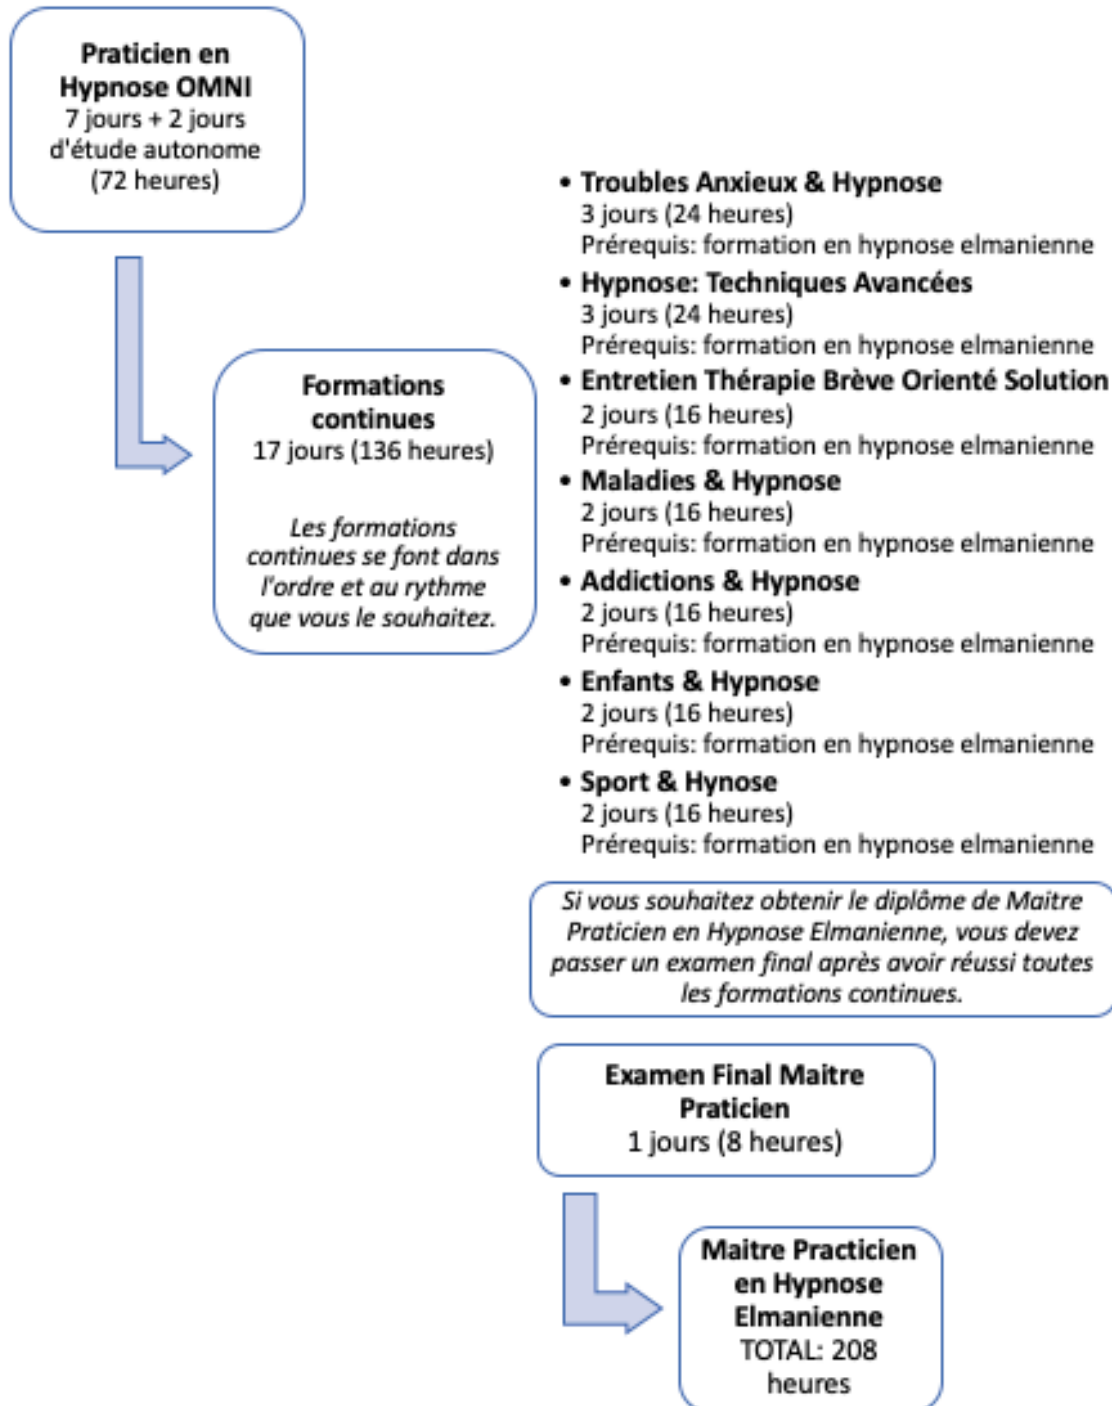 Praticien en
Hypnose OMNI
7 jours + 2 jours
d'étude autonome
(72 heures)
Formations
continues
17 jours (136 heures)
Les formations
continues se font dans
l'ordre et au rythme
que vous le souhaitez.
• Troubles Anxieux & Hypnose
3 jours (24 heures)
Prérequis: formation en hypnose elmanienne
• Hypnose: Techniques Avancées
3 jours (24 heures)
Prérequis: formation en hypnose elmanienne
• Entretien Thérapie Brève Orienté Solution
2 jours (16 heures)
Prérequis: formation en hypnose elmanienne
• Maladies & Hypnose
2 jours (16 heures)
Prérequis: formation en hypnose elmanienne
• Addictions & Hypnose
2 jours (16 heures)
Prérequis: formation en hypnose elmanienne
• Enfants & Hypnose
2 jours (16 heures)
Prérequis: formation en hypnose elmanienne
• Sport & Hynose
2 jours (16 heures)
Prérequis: formation en hypnose elmanienne
Si vous souhaitez obtenir le diplôme de Maitre
Praticien en Hypnose Elmanienne, vous devez
passer un examen final après avoir réussi toutes
les formations continues.
Examen Final Maitre
Praticien
1 jours (8 heures)
Maitre Practicien
en Hypnose
Elmanienne
TOTAL: 208
heures